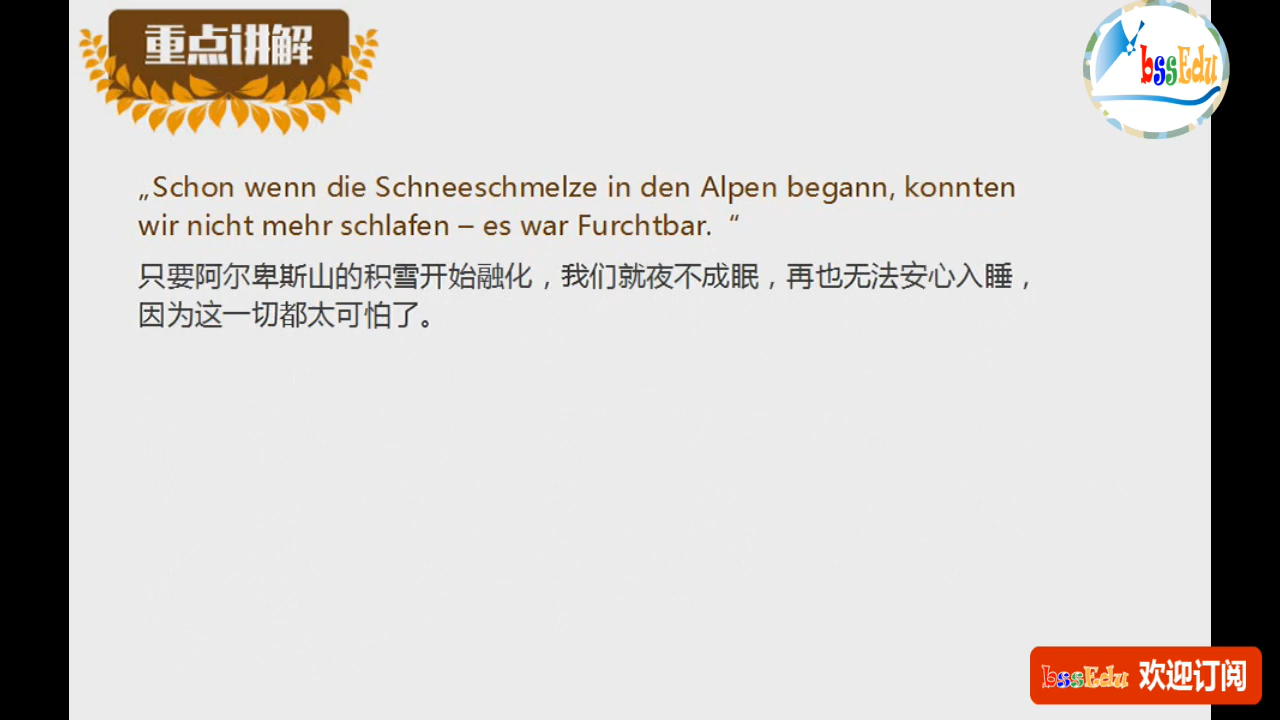 重点讲解
bssEdu
„Schon wenn die Schneeschmelze in den Alpen begann, konnten
wir nicht mehr schlafen – es war Furchtbar. “
只要阿尔卑斯山的积雪开始融化，我们就夜不成眠，再也无法安心入睡，
因为这一切都太可怕了。
bssEdu 欢迎订阅